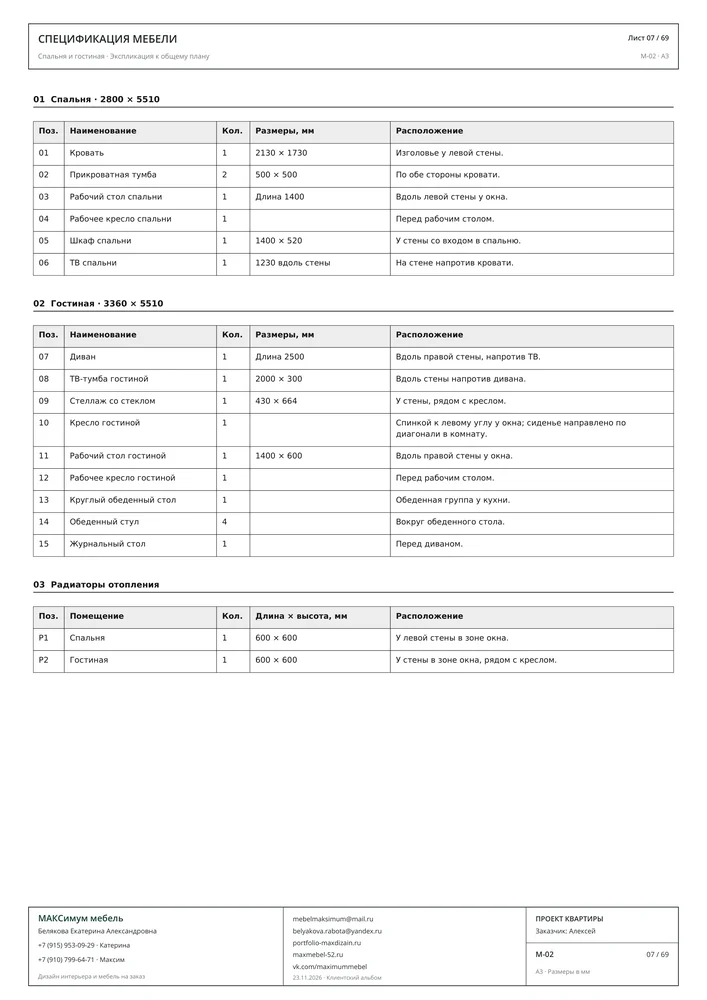 СПЕЦИФИКАЦИЯ МЕБЕЛИ
Лист 07 / 69
Спальня и гостиная · Экспликация к общему плану
М-02 · А3
01 Спальня · 2800 × 5510
Поз. Наименование Кол. Размеры, мм Расположение
01 Кровать 1 2130 × 1730 Изголовье у левой стены.
02 Прикроватная тумба 2 500 × 500 По обе стороны кровати.
03 Рабочий стол спальни 1 Длина 1400 Вдоль левой стены у окна.
04 Рабочее кресло спальни 1 Перед рабочим столом.
05 Шкаф спальни 1 1400 × 520 У стены со входом в спальню.
06 ТВ спальни 1 1230 вдоль стены На стене напротив кровати.
02 Гостиная · 3360 × 5510
Поз. Наименование Кол. Размеры, мм Расположение
07 Диван 1 Длина 2500 Вдоль правой стены, напротив ТВ.
08 ТВ-тумба гостиной 1 2000 × 300 Вдоль стены напротив дивана.
09 Стеллаж со стеклом 1 430 × 664 У стены, рядом с креслом.
10 Кресло гостиной 1 Спинкой к левому углу у окна; сиденье направлено по
диагонали в комнату.
11 Рабочий стол гостиной 1 1400 × 600 Вдоль правой стены у окна.
12 Рабочее кресло гостиной 1 Перед рабочим столом.
13 Круглый обеденный стол 1 Обеденная группа у кухни.
14 Обеденный стул 4 Вокруг обеденного стола.
15 Журнальный стол 1 Перед диваном.
03 Радиаторы отопления
Поз. Помещение Кол. Длина × высота, мм Расположение
Р1 Спальня 1 600 × 600 У левой стены в зоне окна.
Р2 Гостиная 1 600 × 600 У стены в зоне окна, рядом с креслом.
МАКСимум мебель
Белякова Екатерина Александровна
+7 (915) 953-09-29 · Катерина
+7 (910) 799-64-71 · Максим
Дизайн интерьера и мебель на заказ
mebelmaksimum@mail.ru
belyakova.rabota@yandex.ru
portfolio-maxdizain.ru
maxmebel-52.ru
vk.com/maximummebel
23.11.2026 · Клиентский альбом
ПРОЕКТ КВАРТИРЫ
Заказчик: Алексей
М-02 07 / 69
А3 · Размеры в мм